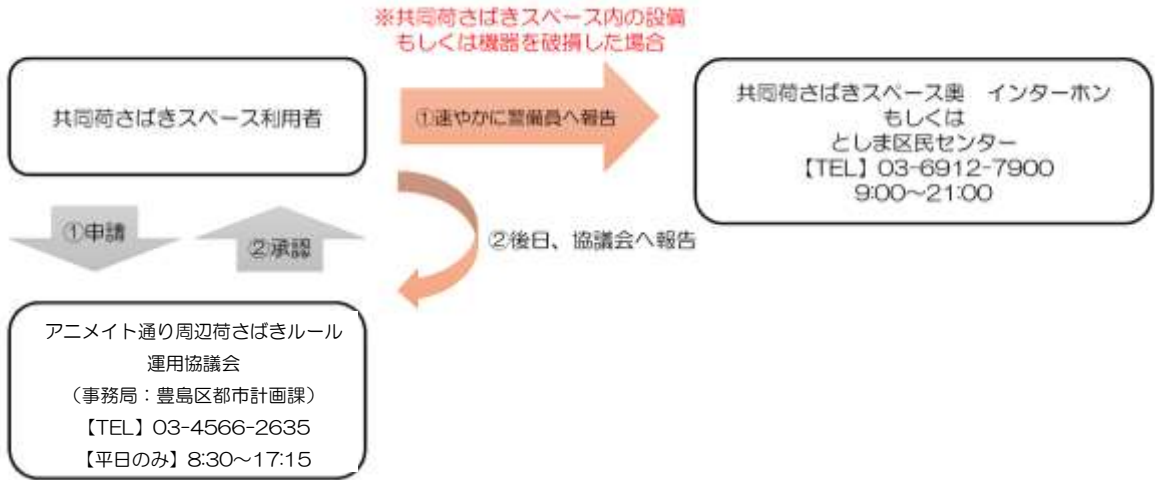 ※共同荷さばきスペース内の設備
もしくは機器を破損した場合
共同荷さばきスペース利用者
①速やかに警備員へ報告
共同荷さばきスペース奥　インターホン
もしくは
としま区民センター
【TEL】03-6912-7900
9:00～21:00
①申請
②承認
②後日、協議会へ報告
アニメイト通り周辺荷さばきルール
運用協議会
（事務局：豊島区都市計画課）
【TEL】03-4566-2635
【平日のみ】8:30～17:15